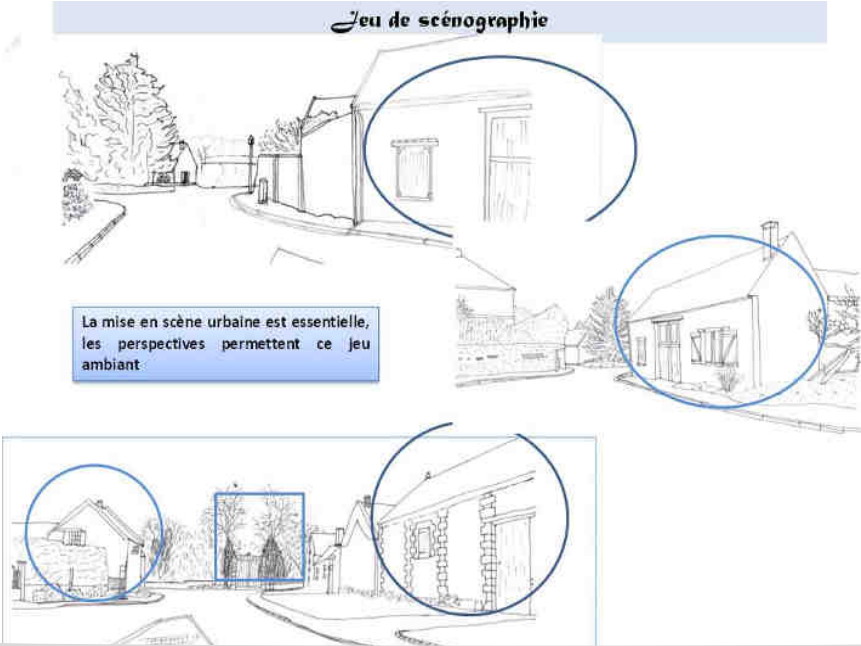 Jeu de scénographie
La mise en scène urbaine est essentielle,
les perspectives permettent ce jeu
ambiant